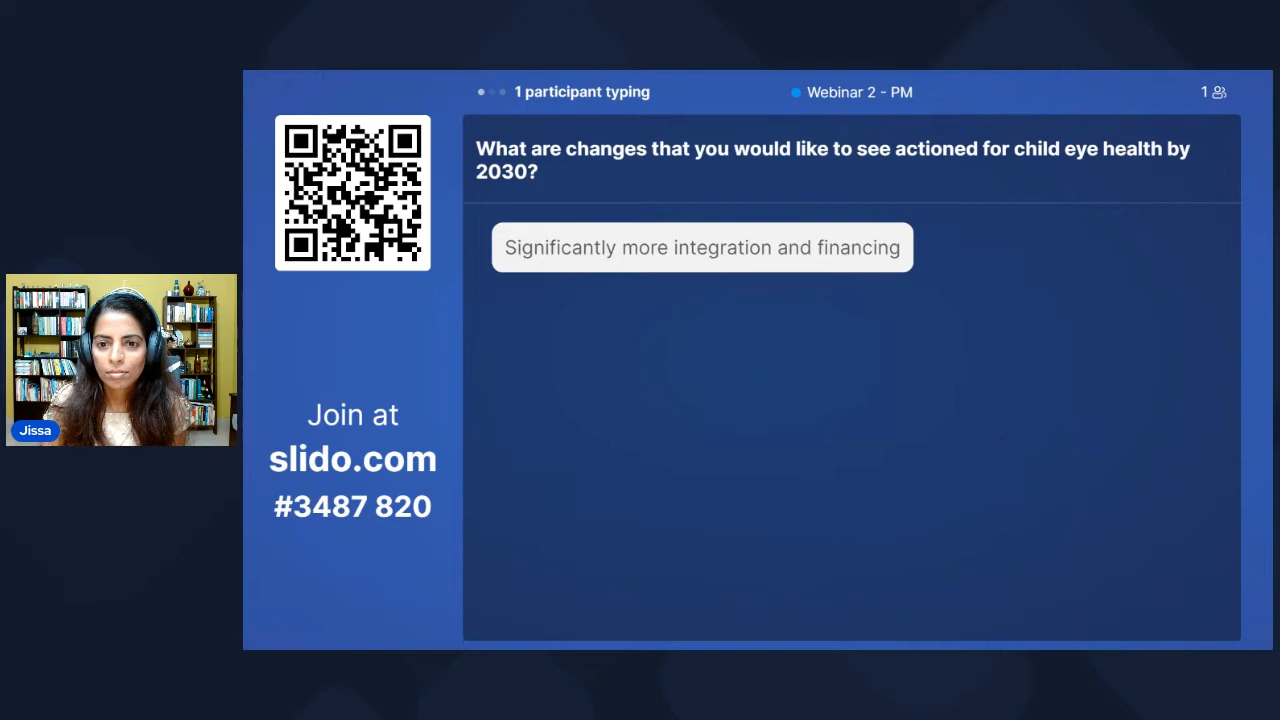 1 participant typing
Webinar 2 - PM
1
What are changes that you would like to see actioned for child eye health by
2030?
Significantly more integration and financing
Join at
slido.com
#3487 820
Jissa